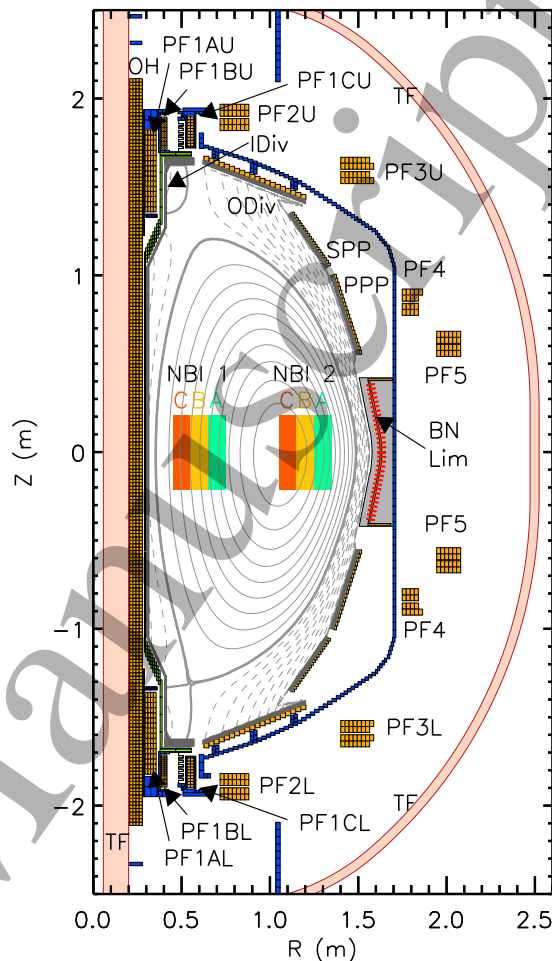 PF1AU
OH PF1BU
PF1CU
PF2U
TF
IDiv
PF3U
ODiv
SPP
PPP
PF4
PF5
NBI 1 NBI 2
C B A C B A
BN
Lim
PF5
PF4
PF3L
PF2L
TF
PF1BL PF1CL
TF
PF1AL
2
1
0
-1
-2
Z (m)
0.0 0.5 1.0 1.5 2.0 2.5
R (m)